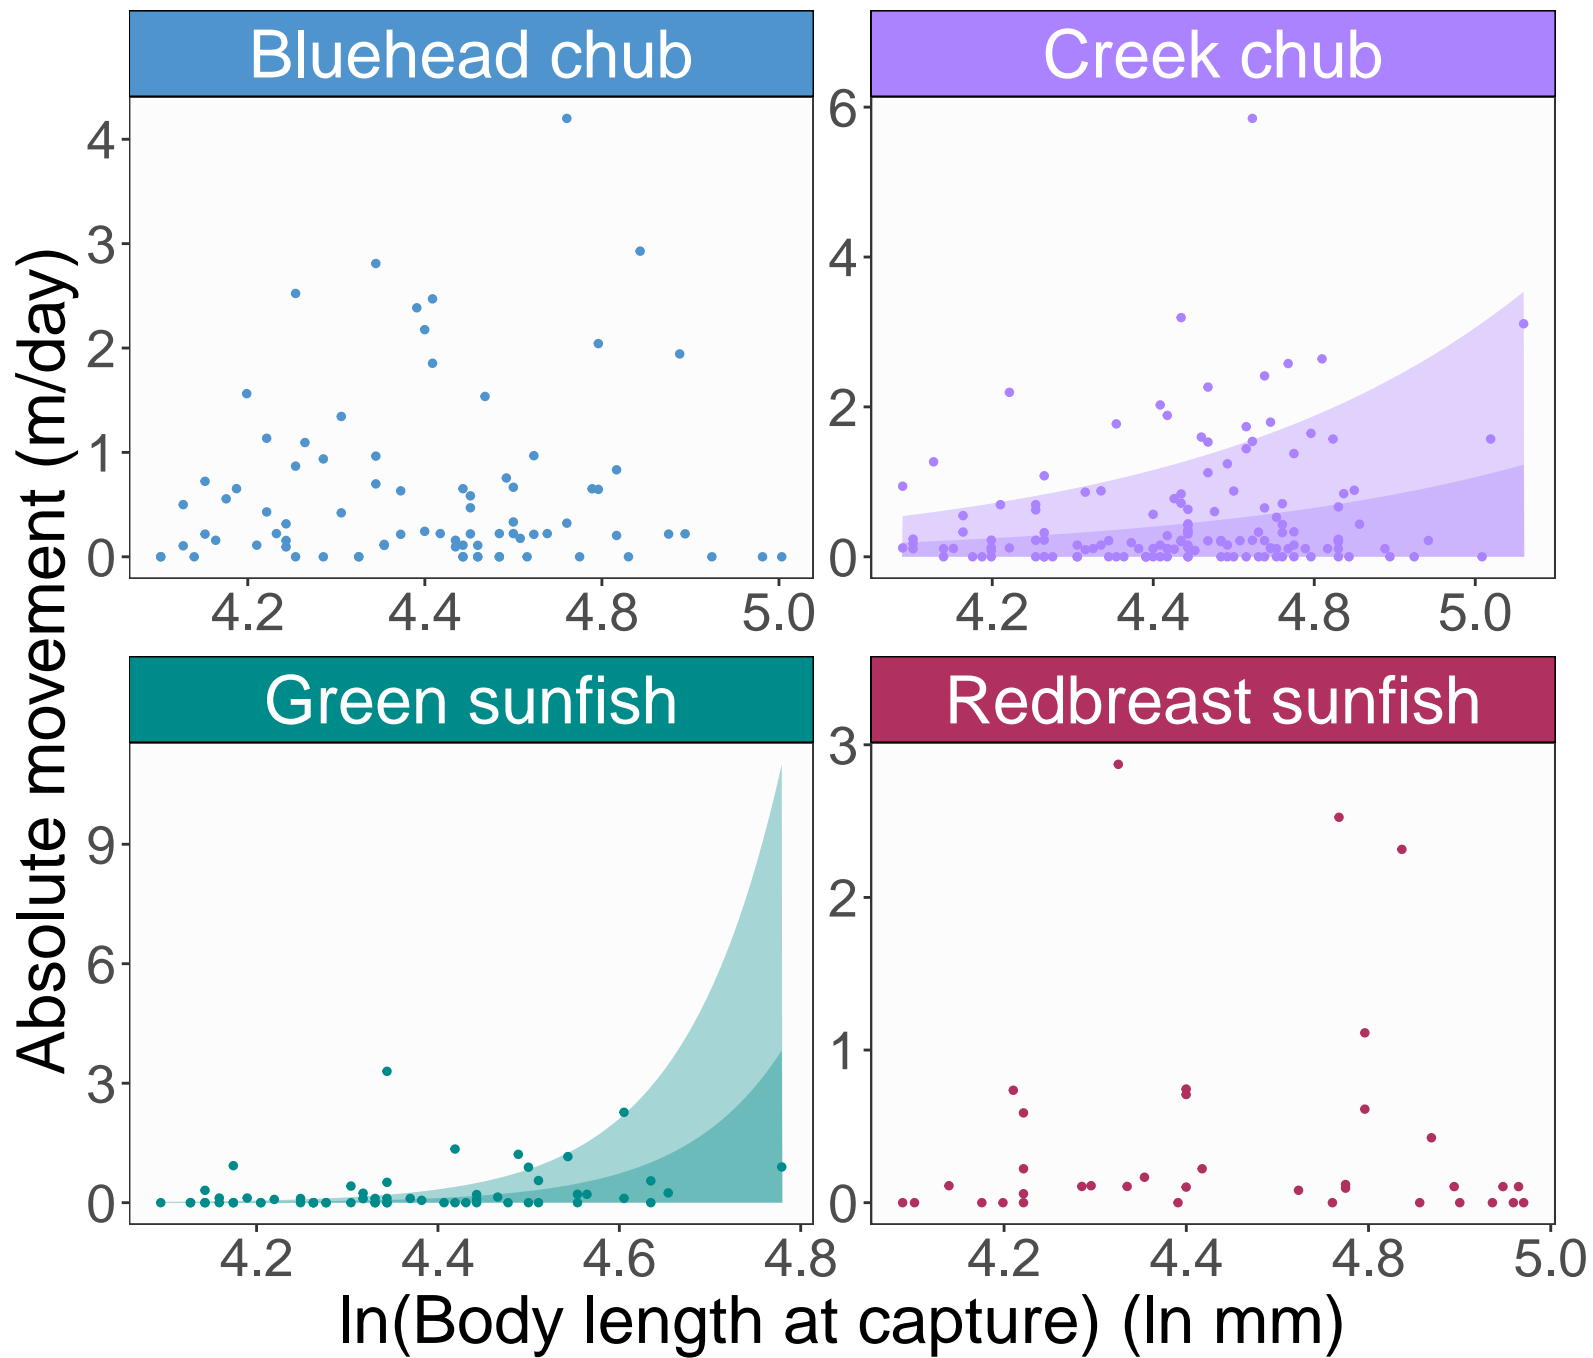 Bluehead chub
Creek chub
4
3
2
1
0
6
4
2
0
4.2 4.4 4.8 5.0
4.2 4.4 4.8 5.0
Absolute movement (m/day)
Green sunfish
Redbreast sunfish
9
6
3
0
3
2
1
0
4.2 4.4 4.6 4.8
4.2 4.4 4.8 5.0
ln(Body length at capture) (ln mm)